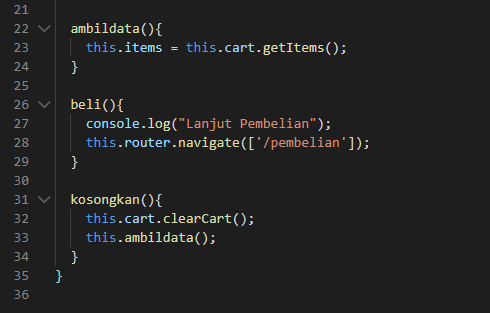 21
22 ambildata(){
23 this.items = this.cart.getItems();
24 }
25
26 beli(){
27 console.log("Lanjut Pembelian");
28 this.router.navigate(['/pembelian']);
29 }
30
31 kosongkan(){
32 this.cart.clearCart();
33 this.ambildata();
34 }
35 }
36